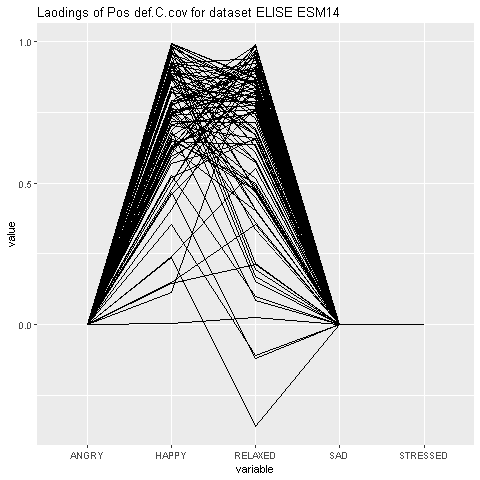 Laodings of Pos def.C.cov for dataset ELISE ESM14
1.0
0.5
0.0
value
ANGRY HAPPY RELAXED SAD STRESSED
variable